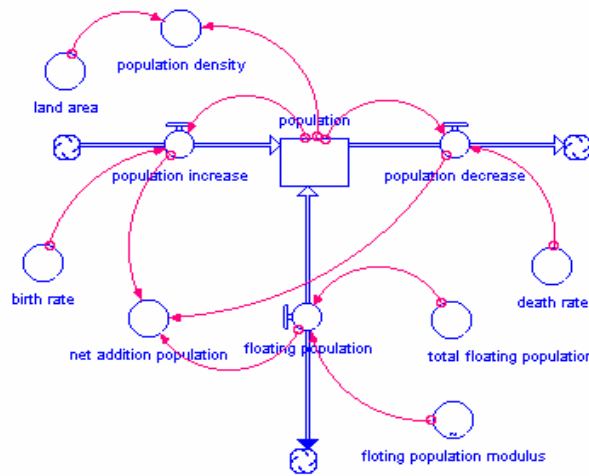 population density
land area
population
population increase
population decrease
birth rate
death rate
net addition population
floating population
total floating population
floting population modulus
~